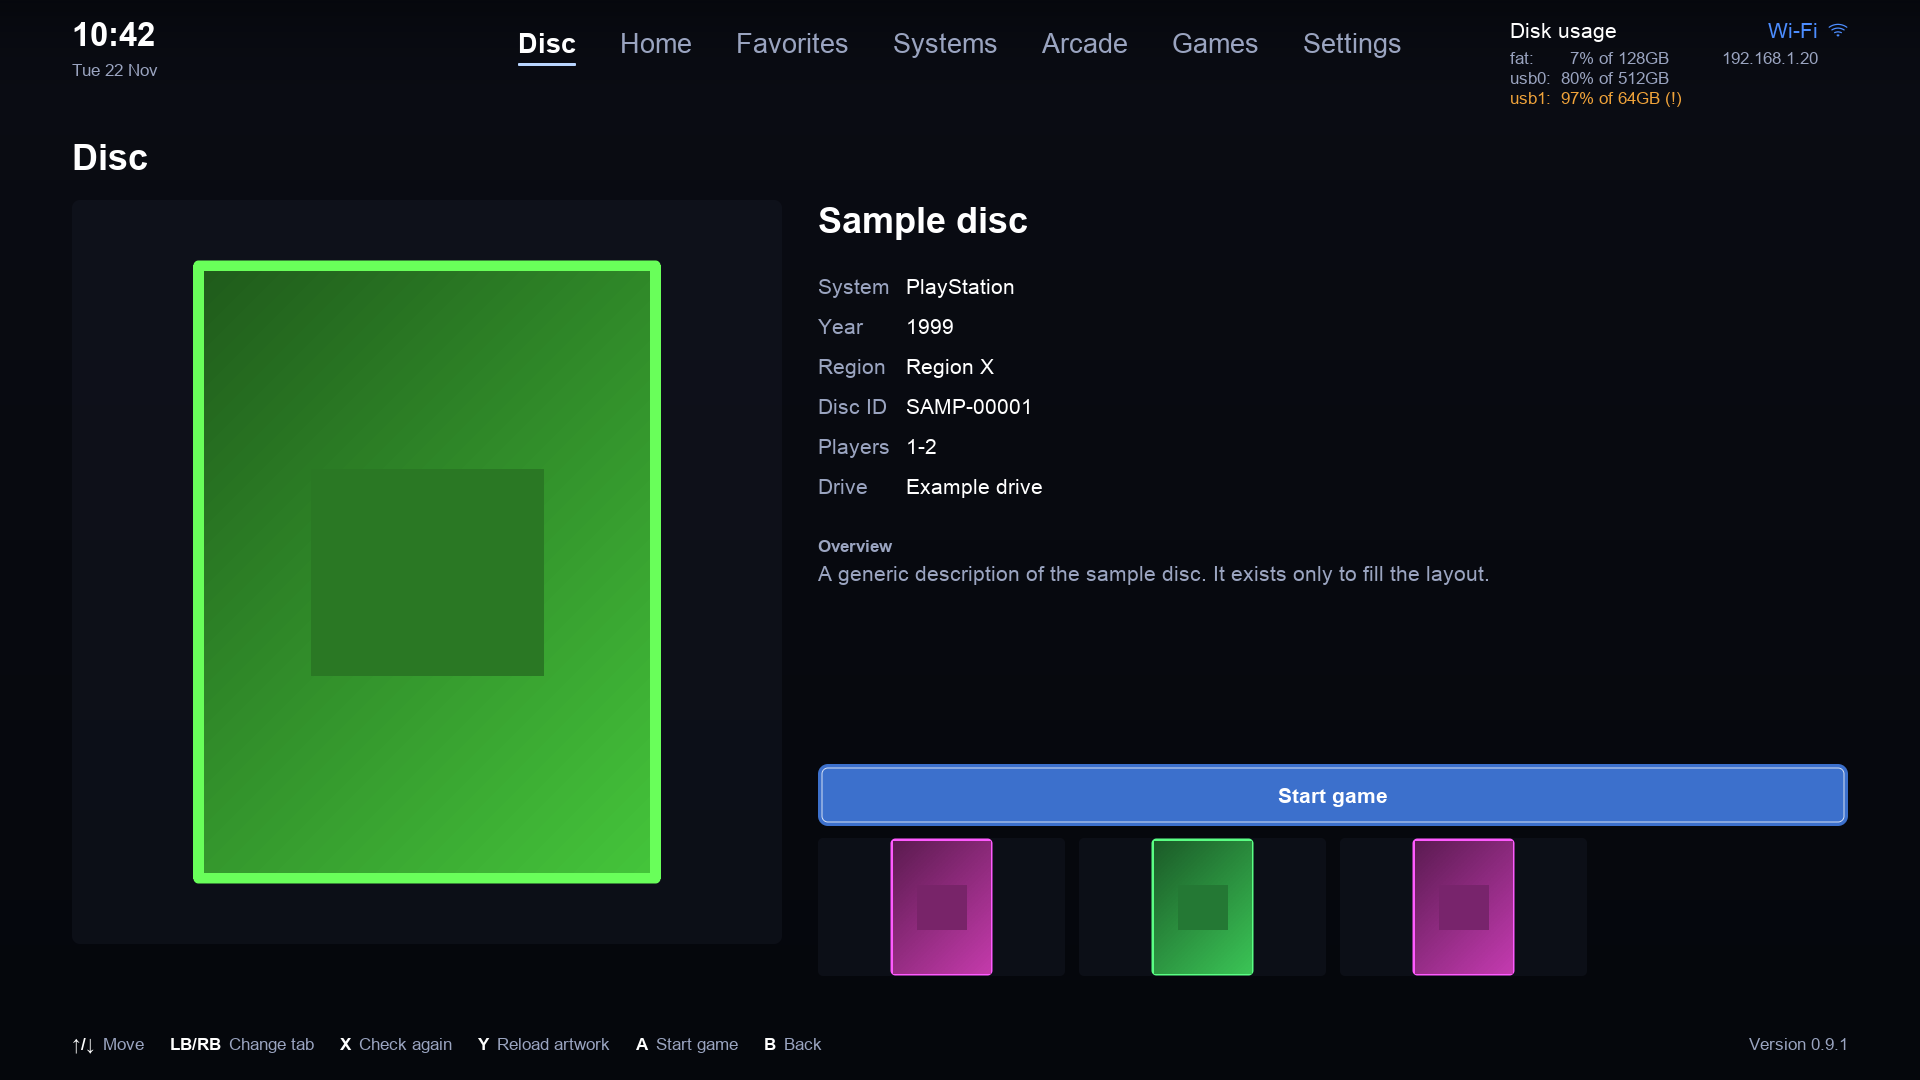 10:42
Tue 22 Nov
Disc Home Favorites Systems Arcade Games Settings
Disk usage
fat: 7% of 128GB
usb0: 80% of 512GB
usb1: 97% of 64GB (!)
Wi-Fi
192.168.1.20
Disc
Sample disc
System PlayStation
Year 1999
Region Region X
Disc ID SAMP-00001
Players 1-2
Drive Example drive
Overview
A generic description of the sample disc. It exists only to fill the layout.
Start game
↑/↓ Move LB/RB Change tab X Check again Y Reload artwork A Start game B Back
Version 0.9.1